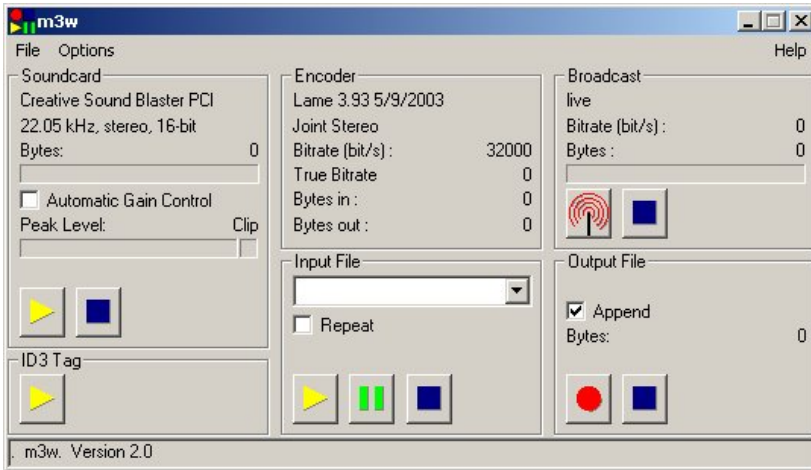 m3w
File Options Help
Soundcard
Creative Sound Blaster PCI
22.05 kHz, stereo, 16-bit
Bytes: 0
Automatic Gain Control
Peak Level: Clip
ID3 Tag
Encoder
Lame 3.93 5/9/2003
Joint Stereo
Bitrate (bit/s) : 32000
True Bitrate 0
Bytes in : 0
Bytes out : 0
Input File
Repeat
Broadcast
live
Bitrate (bit/s) : 0
Bytes : 0
Output File
Append
Bytes: 0
. m3w. Version 2.0